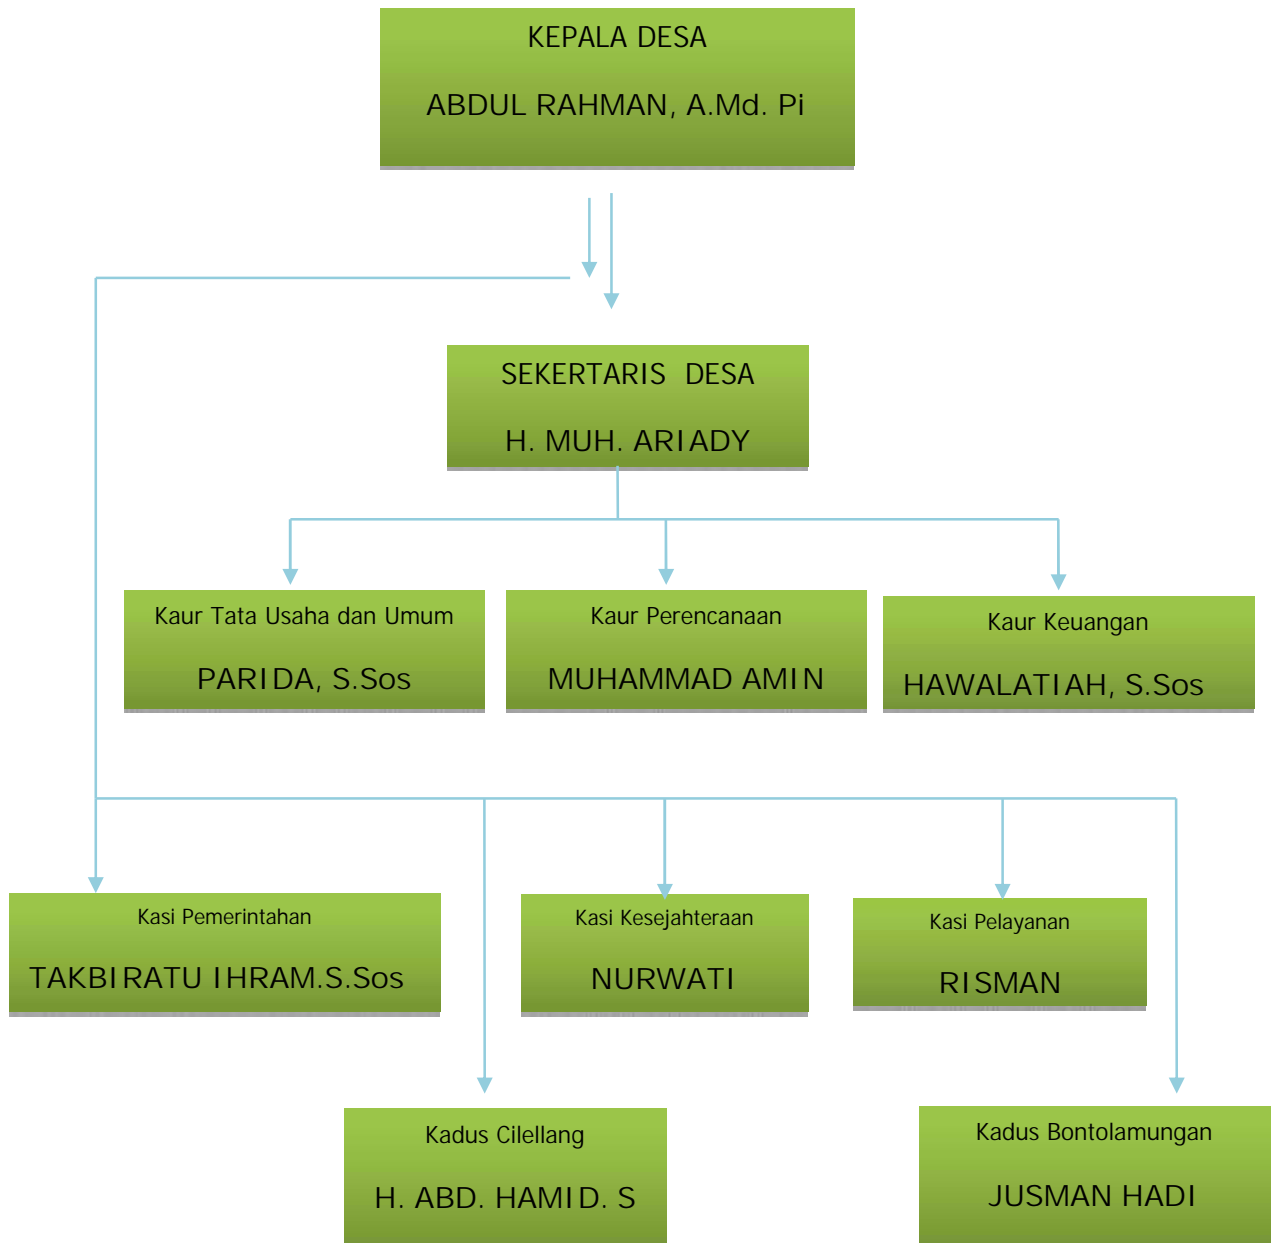 KEPALA DESA
ABDUL RAHMAN, A.Md. Pi
SEKERTARIS DESA
H. MUH. ARIADY
Kaur Tata Usaha dan Umum
PARIDA, S.Sos
Kaur Perencanaan
MUHAMMAD AMIN
Kaur Keuangan
HAWALATIAH, S.Sos
Kasi Pemerintahan
TAKBIRATU IHRAM.S.Sos
Kasi Kesejahteraan
NURWATI
Kasi Pelayanan
RISMAN
Kadus Cilellang
H. ABD. HAMID. S
Kadus Bontolamungan
JUSMAN HADI